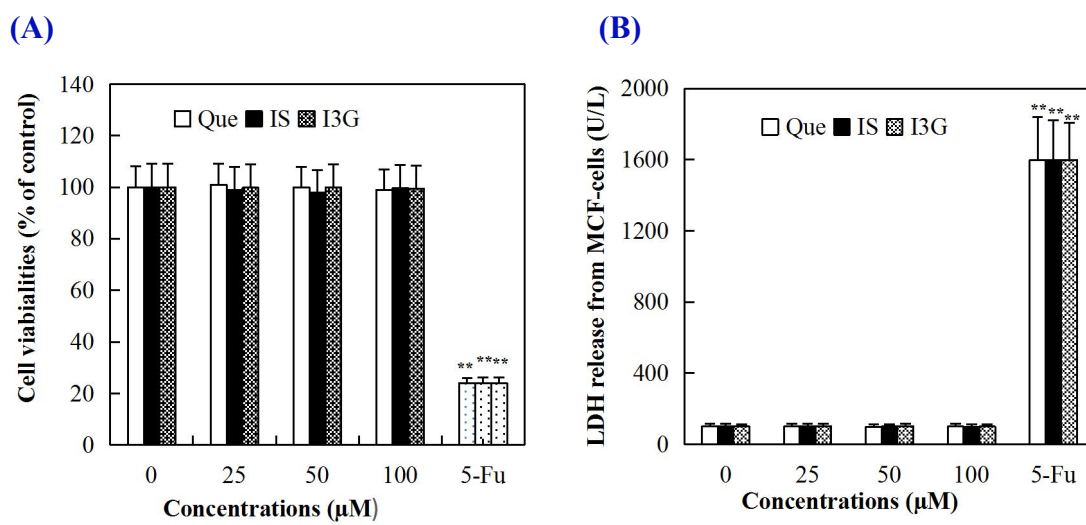 (A)
Cell viabialities (% of control)
140
120
100
80
60
40
20
0
Que IS I3G
** ** **
0 25 50 100 5-Fu
Concentrations (μM)
(B)
LDH release from MCF-cells (U/L)
2000
1600
1200
800
400
0
Que IS I3G
** ** **
0 25 50 100 5-Fu
Concentrations (μM)